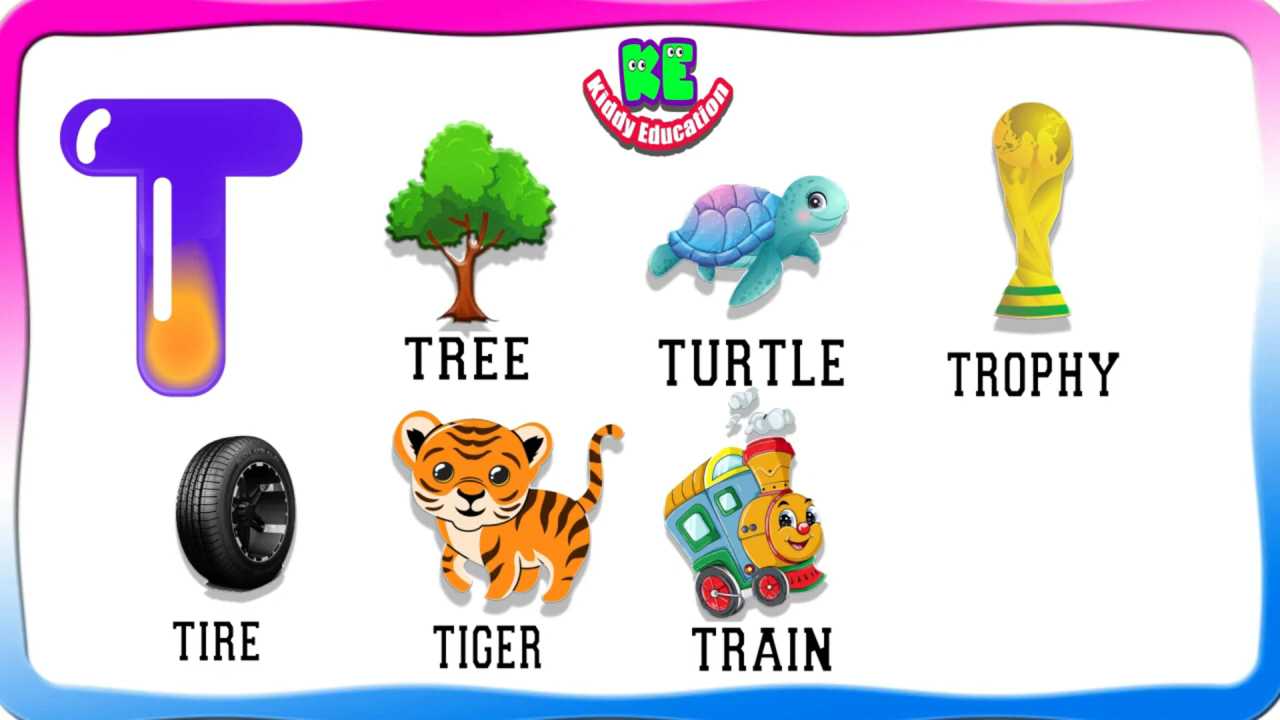 KE
Kiddy Education
T
TREE
TURTLE
TROPHY
TIRE
TIGER
TRAIN